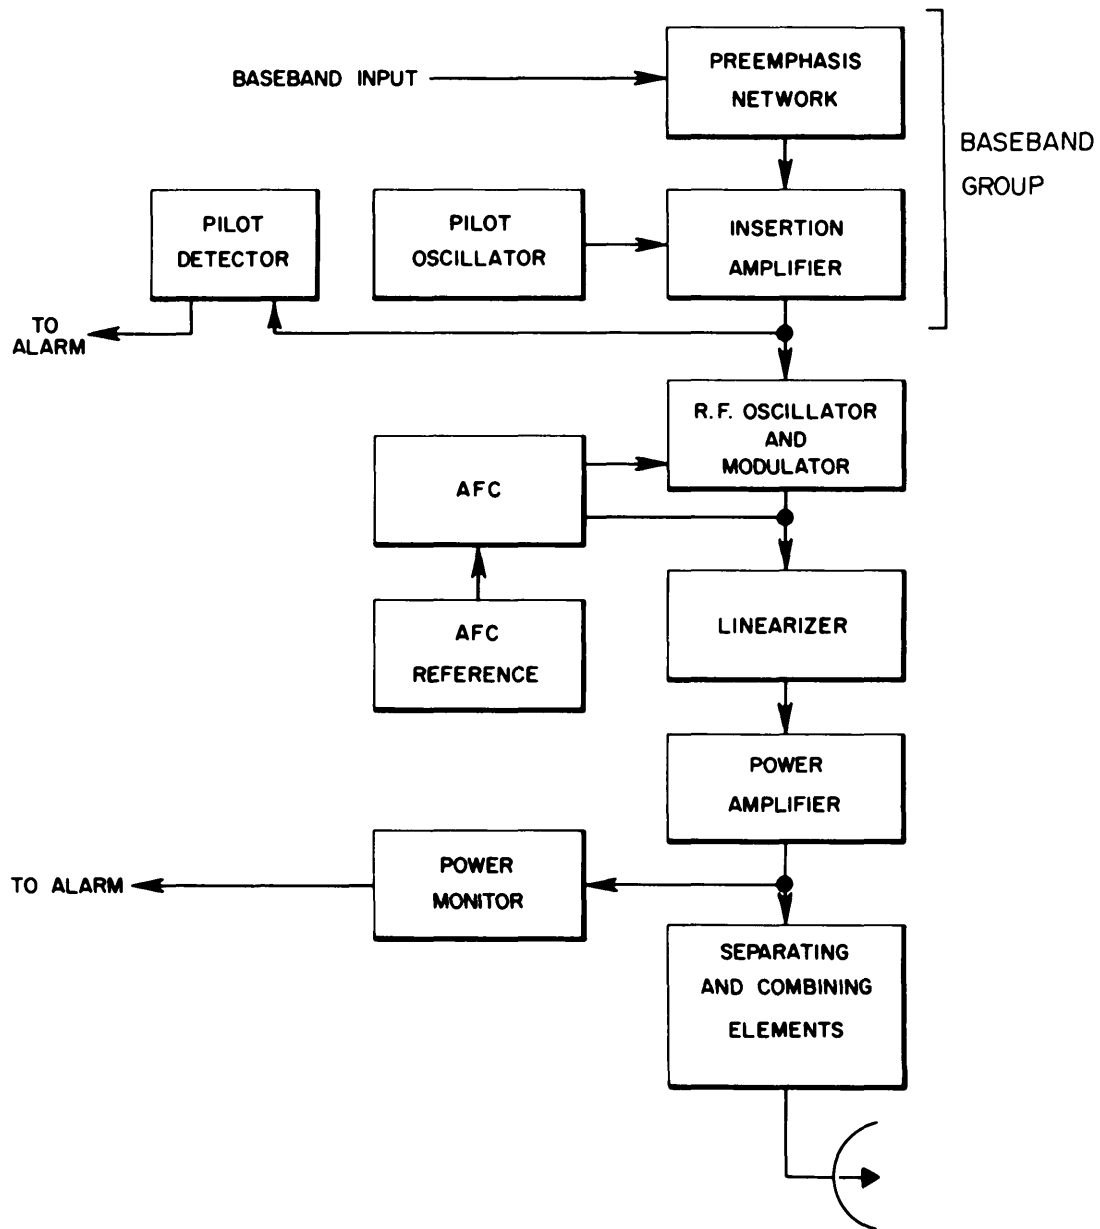 BASEBAND INPUT
PREEMPHASIS
NETWORK
BASEBAND
GROUP
PILOT
DETECTOR
PILOT
OSCILLATOR
INSERTION
AMPLIFIER
TO
ALARM
R.F. OSCILLATOR
AND
MODULATOR
AFC
AFC
REFERENCE
LINEARIZER
POWER
AMPLIFIER
TO ALARM
POWER
MONITOR
SEPARATING
AND COMBINING
ELEMENTS